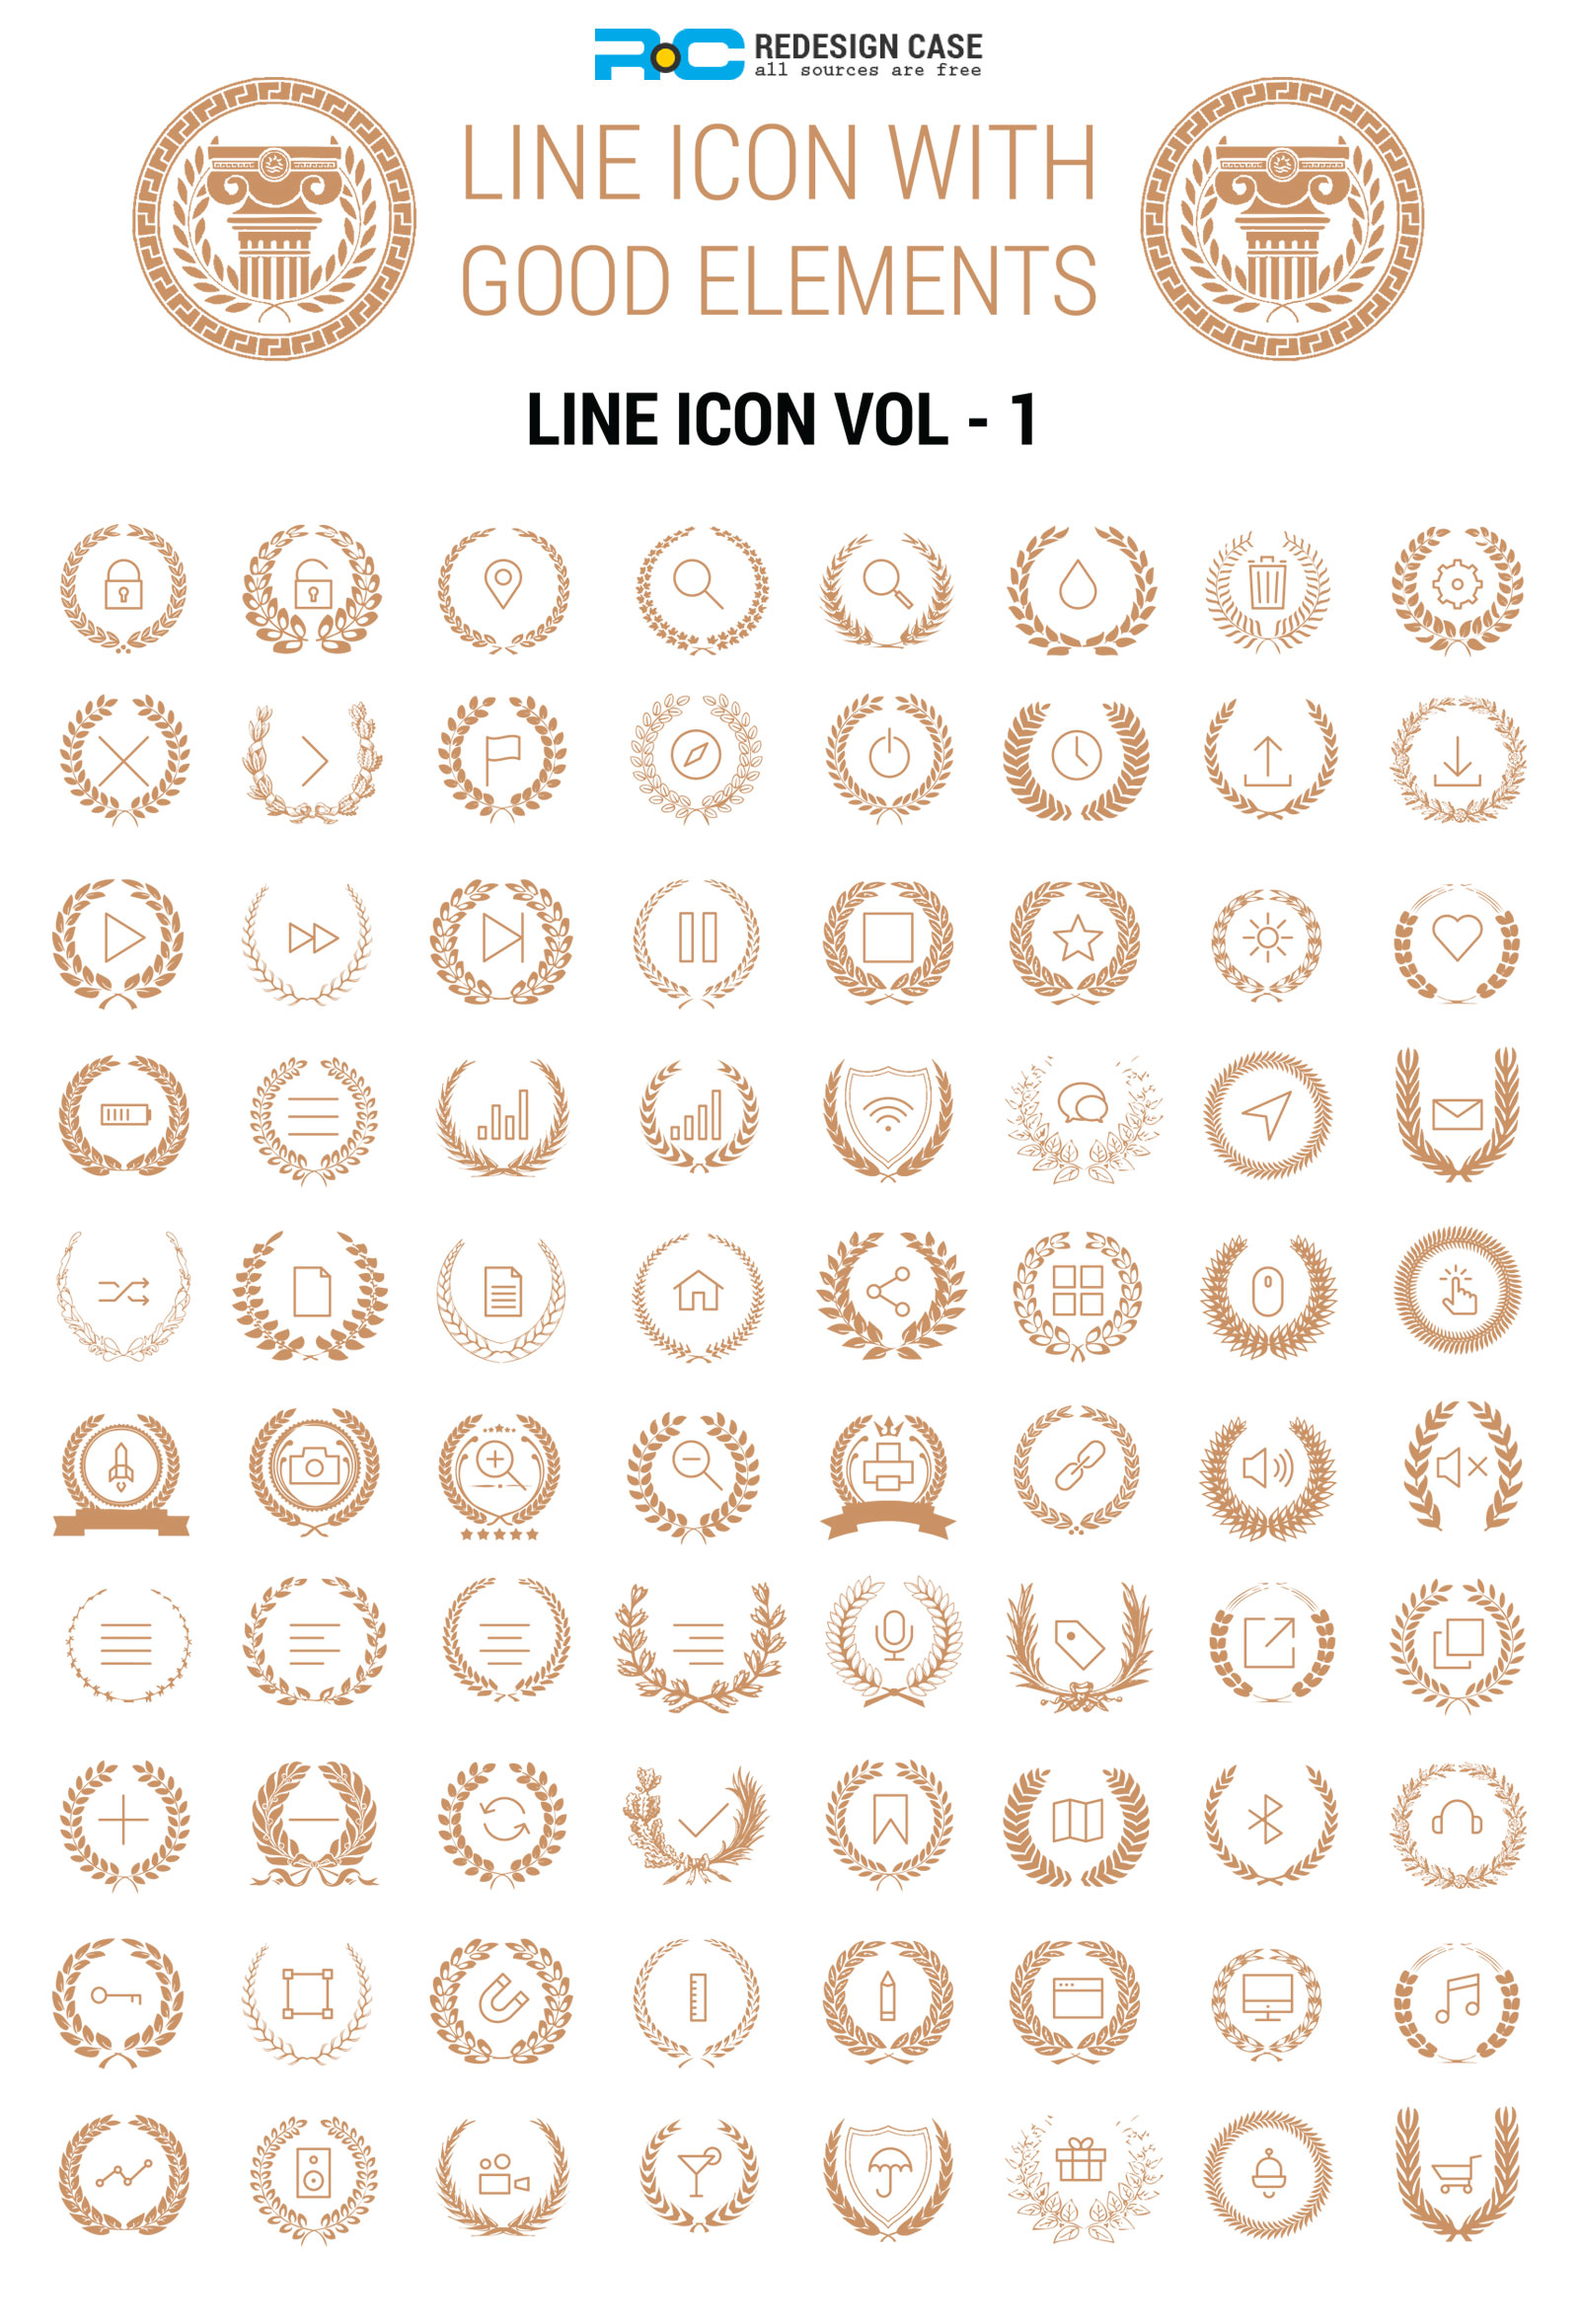 REDESIGN CASE
all sources are free
LINE ICON WITH
GOOD ELEMENTS
LINE ICON VOL - 1